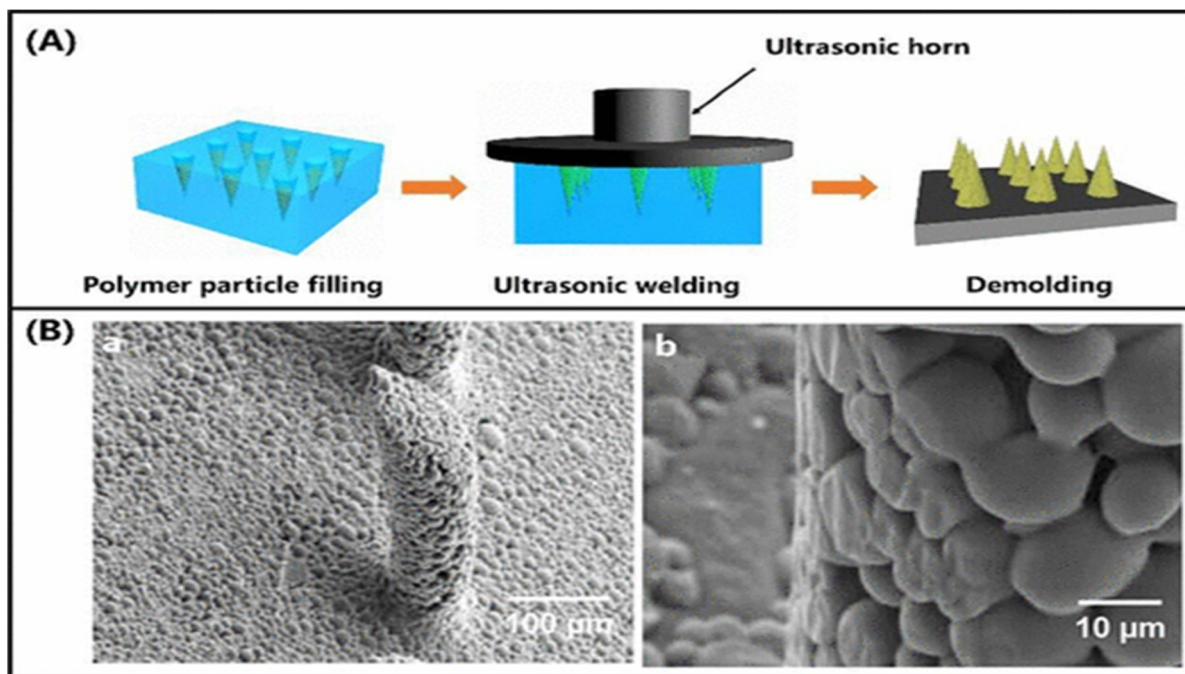 (A)
Ultrasonic horn
Polymer particle filling
Ultrasonic welding
Demolding
(B)
a
b
100 µm
10 µm